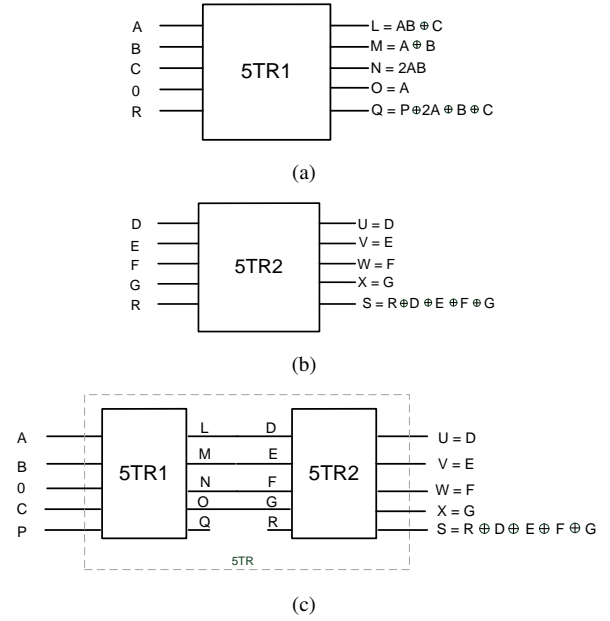 A
B
C
0
R
5TR1
L = AB ⊕ C
M = A ⊕ B
N = 2AB
O = A
Q = P⊕2A ⊕ B ⊕ C
(a)
D
E
F
G
R
5TR2
U = D
V = E
W = F
X = G
S = R⊕D ⊕E ⊕F ⊕ G
(b)
A
B
0
C
P
5TR1
L
M
N
O
Q
D
E
F
G
R
5TR2
U = D
V = E
W = F
X = G
S = R ⊕ D ⊕ E ⊕ F ⊕ G
5TR
(c)